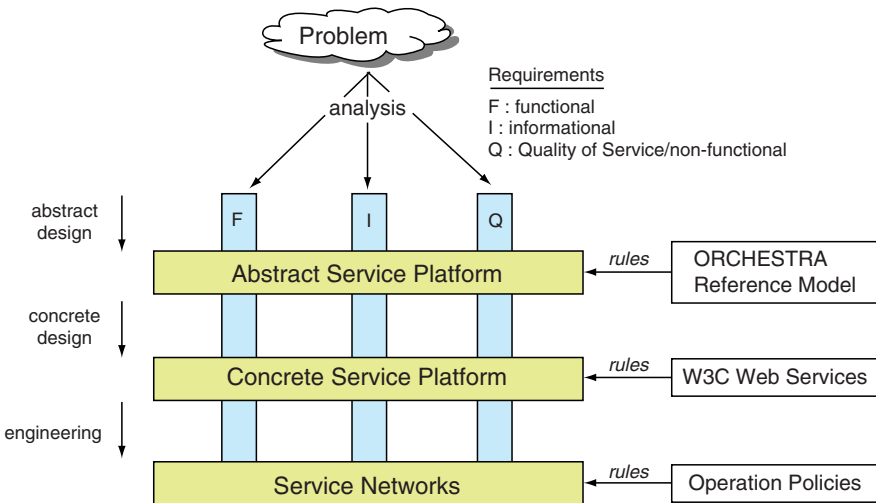 Problem
analysis
Requirements
F : functional
I : informational
Q : Quality of Service/non-functional
abstract
design
F
I
Q
Abstract Service Platform
rules
ORCHESTRA
Reference Model
concrete
design
Concrete Service Platform
rules
W3C Web Services
engineering
Service Networks
rules
Operation Policies